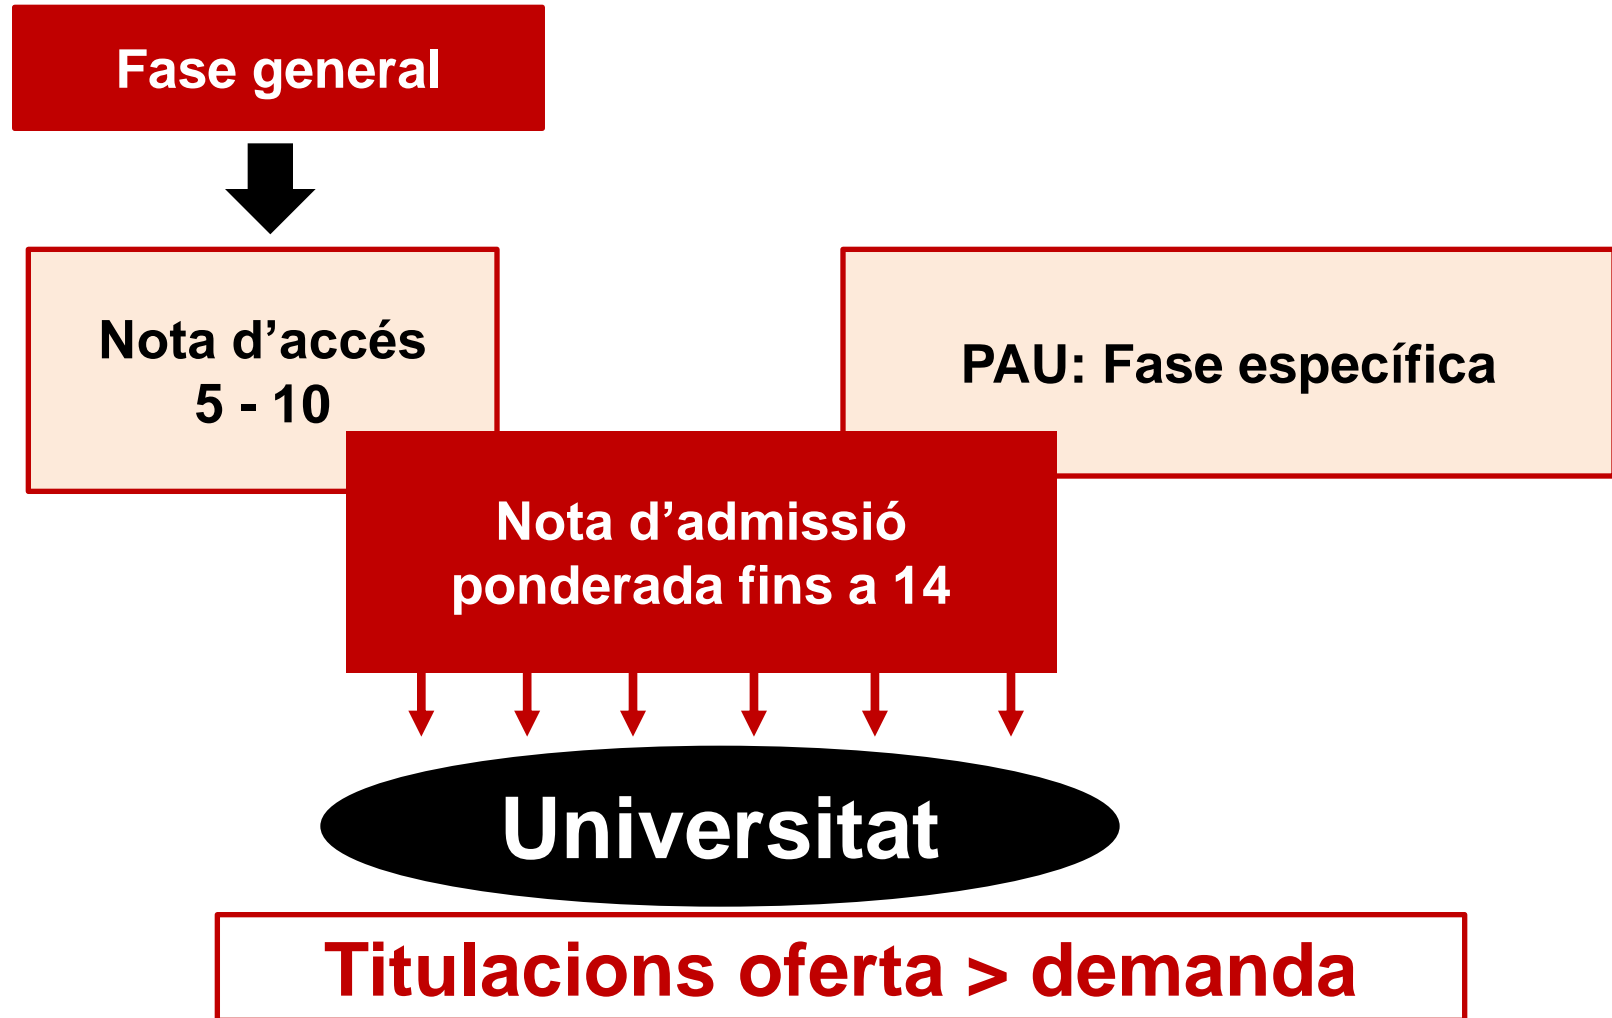 Fase general
Nota d’accés
5 - 10
PAU: Fase específica
Nota d’admissió
ponderada fins a 14
Universitat
Titulacions oferta > demanda